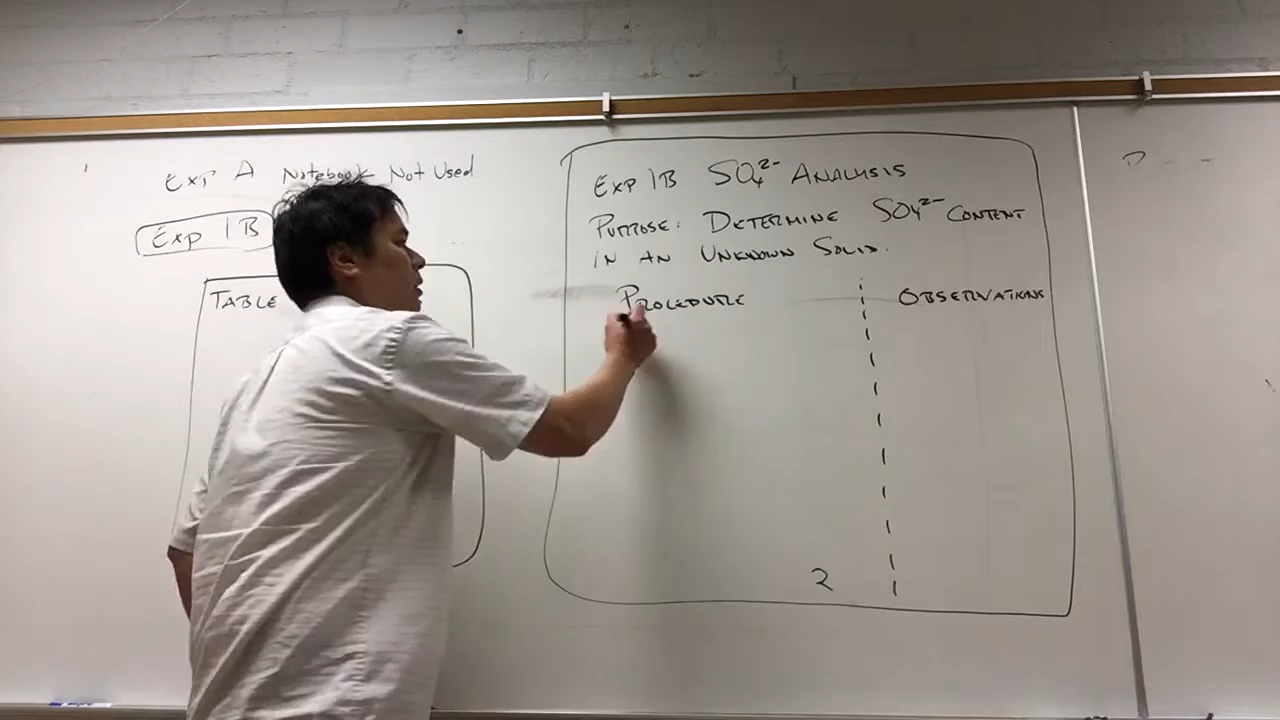 Exp A Notebook Not Used
Exp 1B
TABLE
EXP 1B SO₄²⁻ ANALYSIS
PURPOSE: DETERMINE SO₄²⁻ CONTENT
IN AN UNKNOWN SOLID.
PROCEDURE
OBSERVATIONS
2